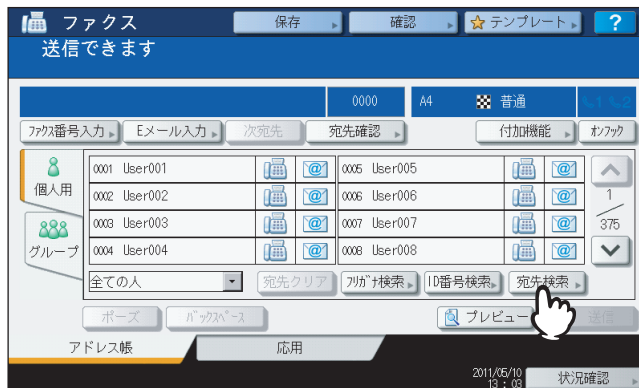 ファクス 保存 確認 テンプレート ?
送信できます
0000 A4 普通 1 2
ファクス番号入力 Eメール入力 次宛先 宛先確認 付加機能 オンフック
個人用
グループ
0001 User001 0005 User005
0002 User002 0006 User006
0003 User003 0007 User007
0004 User004 0008 User008
1
375
全ての人 宛先クリア フリガナ検索 ID番号検索 宛先検索
ポーズ バックスペース プレビュー 送信
アドレス帳 応用
2011/05/10
13:03 状況確認